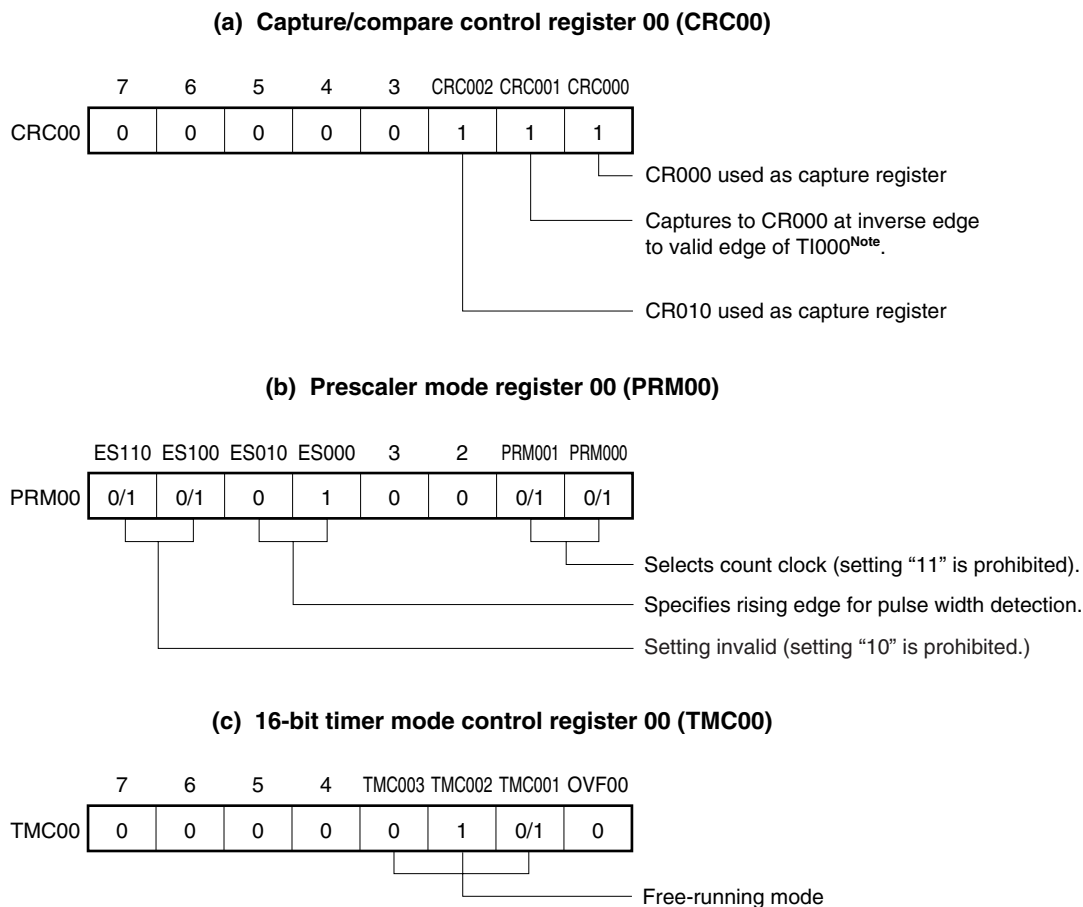 (a) Capture/compare control register 00 (CRC00)
7 6 5 4 3 CRC002 CRC001 CRC000
CRC00 0 0 0 0 0 1 1 1
CR000 used as capture register
Captures to CR000 at inverse edge
to valid edge of TI000Note.
CR010 used as capture register
(b) Prescaler mode register 00 (PRM00)
ES110 ES100 ES010 ES000 3 2 PRM001 PRM000
PRM00 0/1 0/1 0 1 0 0 0/1 0/1
Selects count clock (setting “11” is prohibited).
Specifies rising edge for pulse width detection.
Setting invalid (setting “10” is prohibited.)
(c) 16-bit timer mode control register 00 (TMC00)
7 6 5 4 TMC003 TMC002 TMC001 OVF00
TMC00 0 0 0 0 0 1 0/1 0
Free-running mode